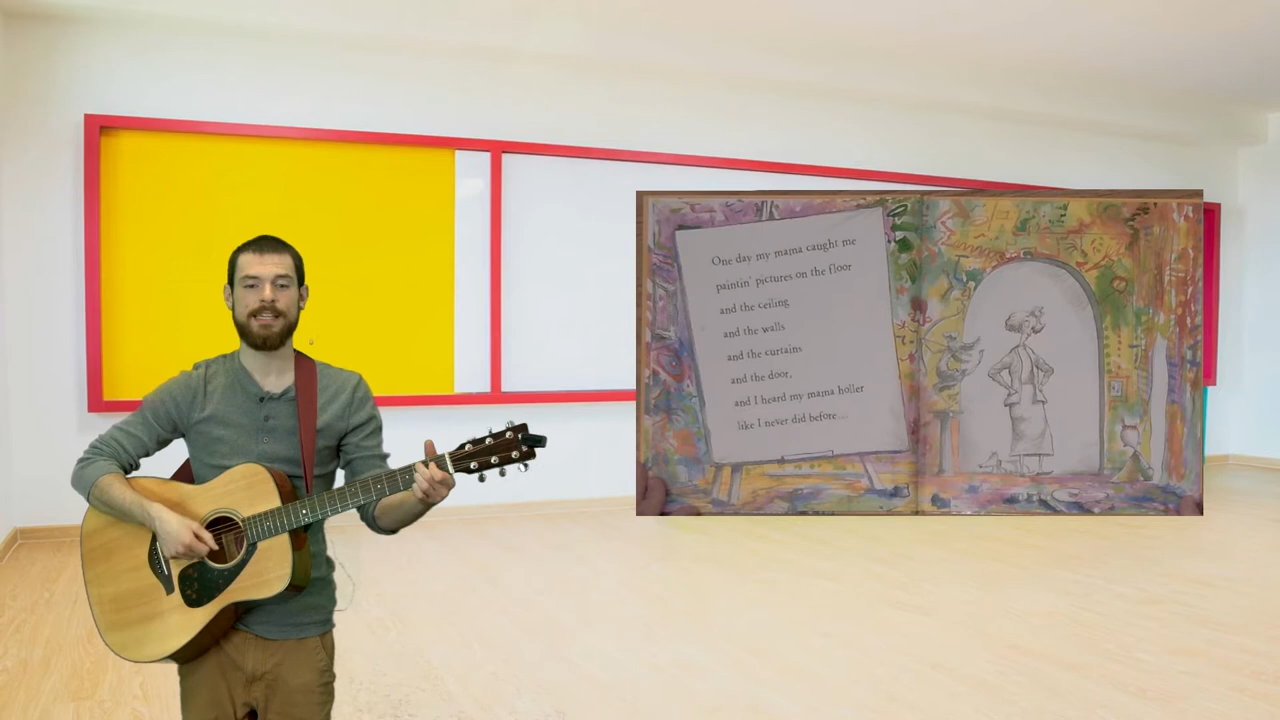 One day my mama caught me
paintin' pictures on the floor
and the ceiling
and the walls
and the curtains
and the door,
and I heard my mama holler
like I never did before...